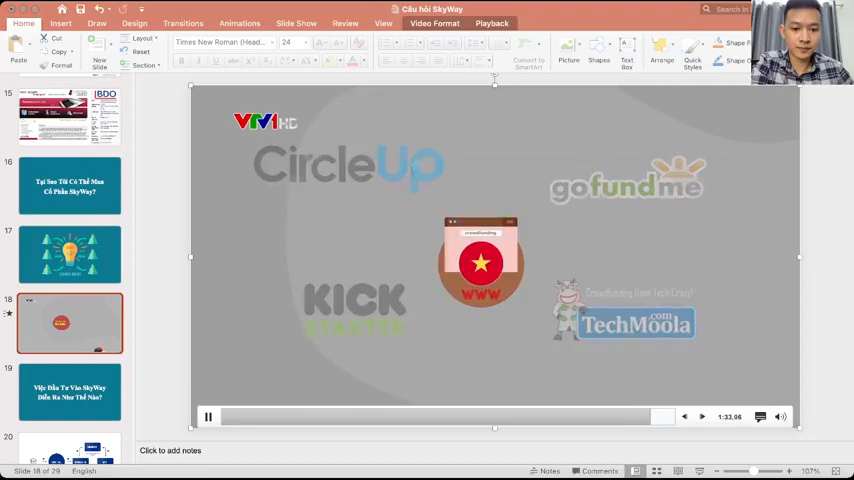 Câu hỏi SkyWay
Search in
Home Insert Draw Design Transitions Animations Slide Show Review View Video Format Playback
Paste
Cut
Copy
Format
New Slide
Layout
Reset
Section
Times New Roman (Head... 24
Convert to SmartArt
Picture
Shapes
Text Box
Arrange
Quick Styles
Shape F
Shape O
15
BDO
16
Tại Sao Tôi Có Thể Mua
Cổ Phần SkyWay?
17
18
19
Việc Đầu Tư Vào SkyWay
Diễn Ra Như Thế Nào?
20
VTV1 HD
CircleUp
gofundme
crowdfunding
WWW
KICK
STARTER
Crowdfunding Gone Tech Crazy!
TechMoola.com
1:33,06
Click to add notes
Slide 18 of 29 English Notes Comments 107%